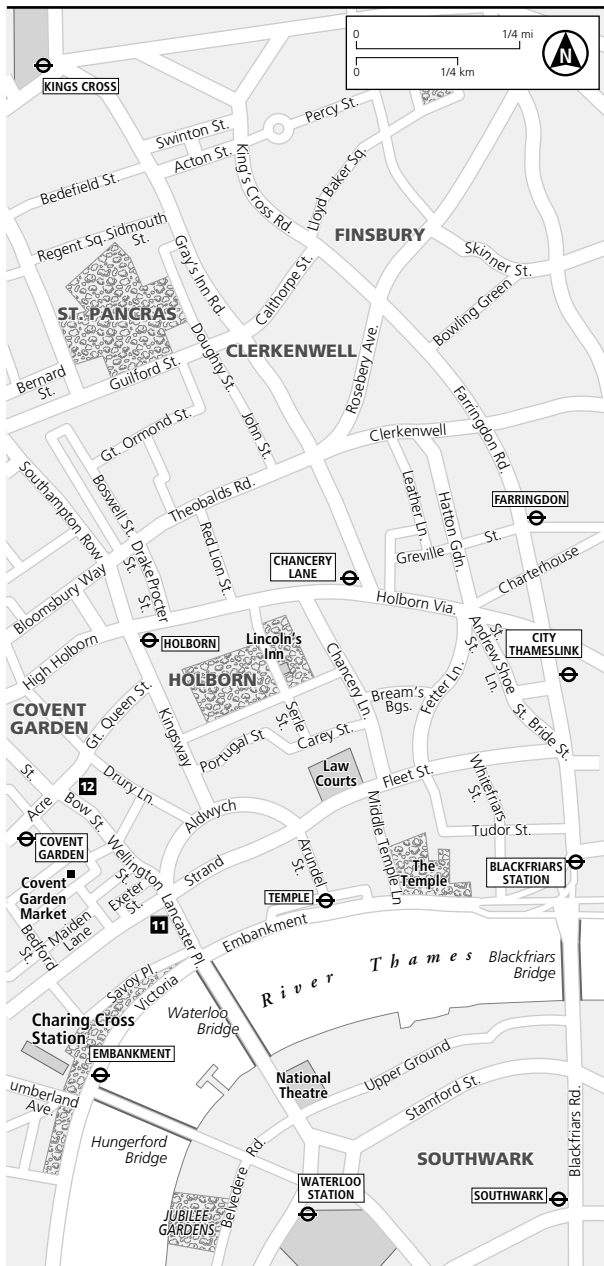 0 1/4 mi
0 1/4 km
N
KINGS CROSS
Percy St.
Swinton St.
Acton St.
King's Cross Rd.
Lloyd Baker Sq.
Bedefield St.
FINSBURY
Regent Sq.
Sidmouth
St.
Skinner St.
Gray's Inn Rd.
Calthorpe St.
ST. PANCRAS
Bowling Green
CLERKENWELL
Doughty St.
Rosebery Ave.
Bernard
St.
Guilford St.
Farringdon Rd.
Gt. Ormond St.
John St.
Clerkenwell
Southampton Row
Boswell St.
Theobalds Rd.
Leather Ln.
Hatton Gdn.
FARRINGDON
Red Lion St.
Greville St.
Drake St.
Procter
St.
Bloomsbury Way
CHANCERY
LANE
Charterhouse
Holborn Via.
HOLBORN
Lincoln's
Inn
St. Andrew
St.
Shoe
Ln.
CITY
THAMESLINK
High Holborn
HOLBORN
Chancery Ln.
Fetter Ln.
Bream's
Bgs.
COVENT
GARDEN
Gt. Queen St.
Kingsway
Serle
St.
Carey St.
Portugal St
St. Bride St.
Law
Courts
Fleet St.
Whitefriars
St.
St.
Acre
12
Drury Ln.
Bow St.
Aldwych
Tudor St.
COVENT
GARDEN
Wellington
St.
Strand
Arundel
St.
Middle Temple Ln
The
Temple
BLACKFRIARS
STATION
Covent
Garden
Market
Exeter
St.
Maiden
Lane
Bedford
St.
TEMPLE
11
Lancaster Pl.
Embankment
Savoy Pl.
Victoria
River Thames
Blackfriars
Bridge
Waterloo
Bridge
Charing Cross
Station
EMBANKMENT
National
Theatre
Upper Ground
Stamford St.
umberland
Ave.
Hungerford
Bridge
Belvedere Rd.
Blackfriars Rd.
SOUTHWARK
WATERLOO
STATION
SOUTHWARK
JUBILEE
GARDENS